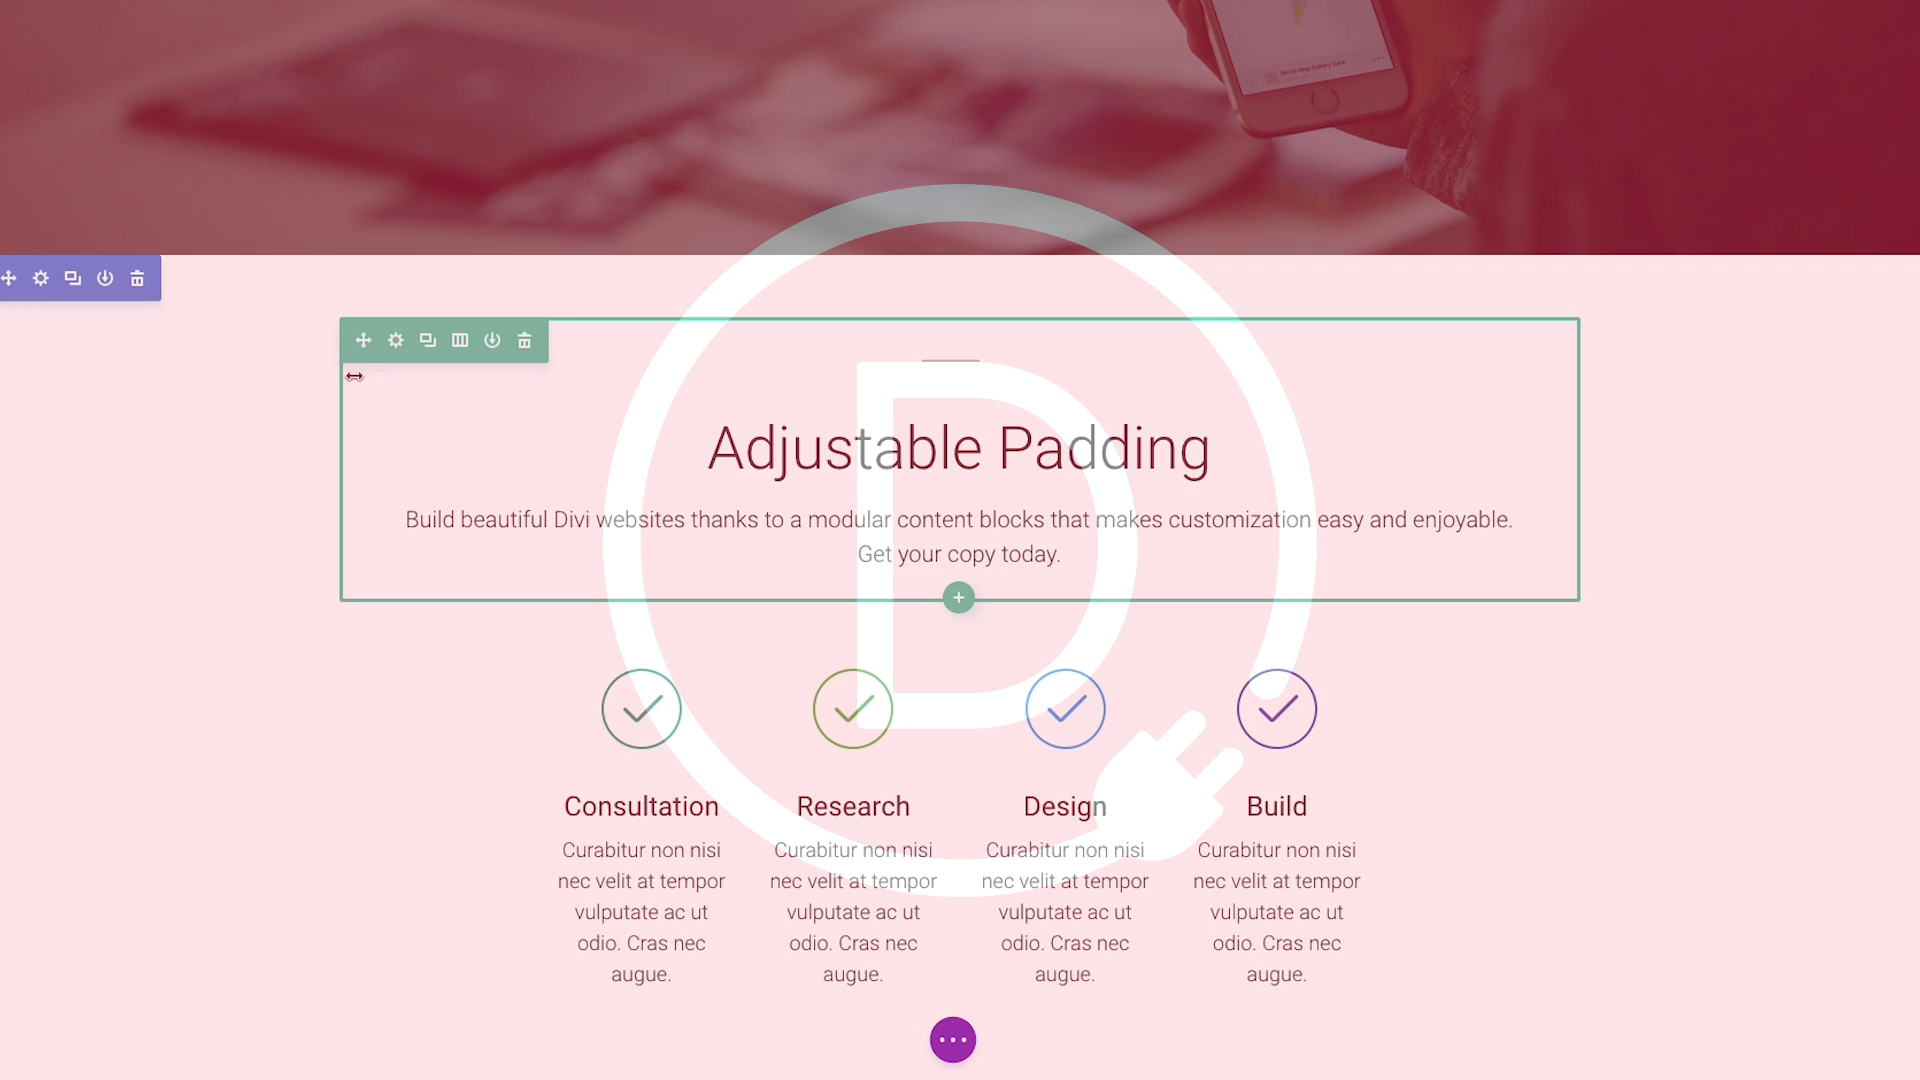 World Map Gallery Data
Adjustable Padding
Build beautiful Divi websites thanks to a modular content blocks that makes customization easy and enjoyable.
Get your copy today.
D
Consultation
Research
Design
Build
Curabitur non nisi
nec velit at tempor
vulputate ac ut
odio. Cras nec
augue.
Curabitur non nisi
nec velit at tempor
vulputate ac ut
odio. Cras nec
augue.
Curabitur non nisi
nec velit at tempor
vulputate ac ut
odio. Cras nec
augue.
Curabitur non nisi
nec velit at tempor
vulputate ac ut
odio. Cras nec
augue.